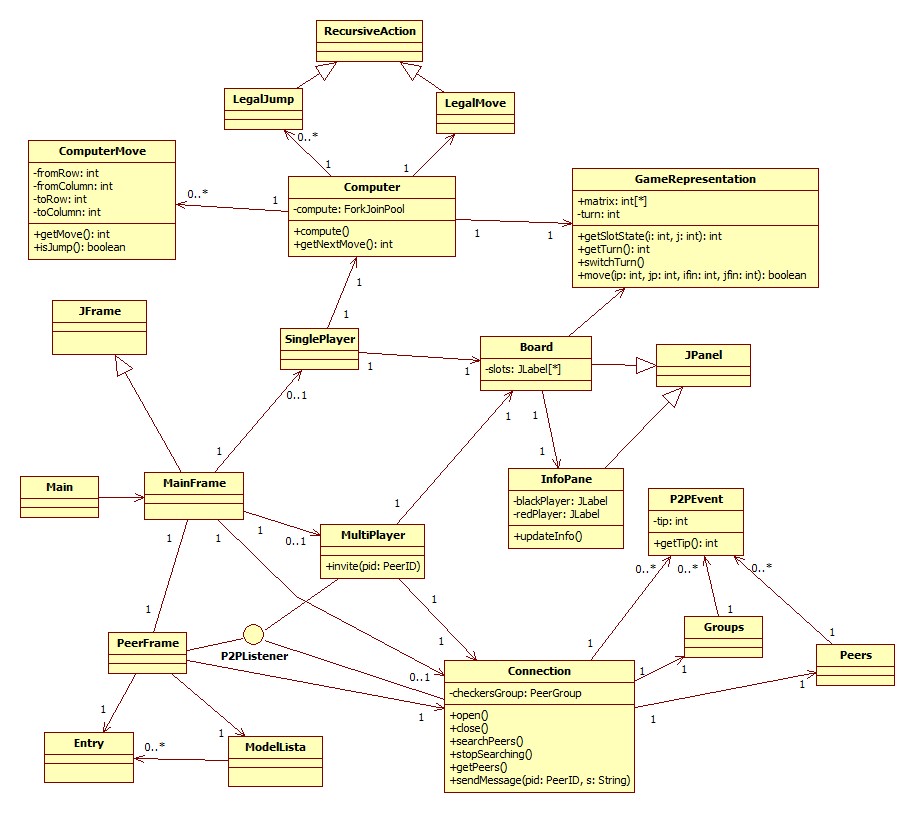 RecursiveAction
LegalJump
LegalMove
0..*
1
1
ComputerMove
-fromRow: int
-fromColumn: int
-toRow: int
-toColumn: int
+getMove(): int
+isJump(): boolean
0..*
1
Computer
-compute: ForkJoinPool
+compute()
+getNextMove(): int
1
1
GameRepresentation
+matrix: int[*]
-turn: int
+getSlotState(i: int, j: int): int
+getTurn(): int
+switchTurn()
+move(ip: int, jp: int, ifin: int, jfin: int): boolean
1
1
JFrame
SinglePlayer
1
1
Board
-slots: JLabel[*]
JPanel
0..1
1
1
1
1
1
InfoPane
-blackPlayer: JLabel
-redPlayer: JLabel
+updateInfo()
Main
MainFrame
1
1
1
0..1
MultiPlayer
+invite(pid: PeerID)
P2PEvent
-tip: int
+getTip(): int
0..*
0..*
0..*
1
1
1
1
1
1
PeerFrame
P2PListener
Groups
Peers
0..1
Connection
-checkersGroup: PeerGroup
+open()
+close()
+searchPeers()
+stopSearching()
+getPeers()
+sendMessage(pid: PeerID, s: String)
1
1
1
1
1
1
1
Entry
0..*
ModelLista